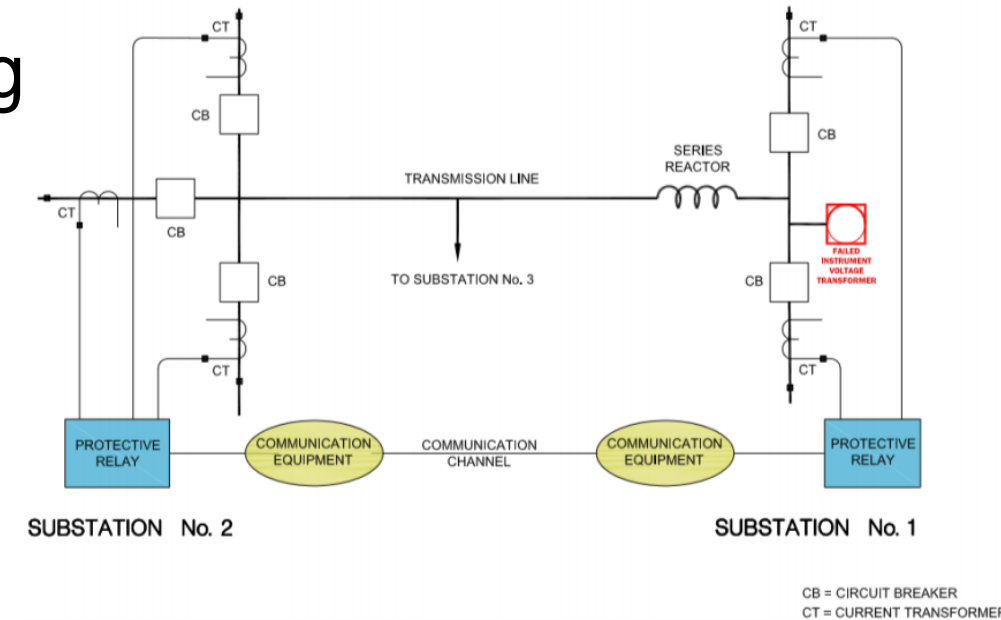 g
CT
CT
CB
CB
SERIES
REACTOR
TRANSMISSION LINE
CT
CB
FAILED
INSTRUMENT
VOLTAGE
TRANSFORMER
CB
TO SUBSTATION No. 3
CB
CT
CT
PROTECTIVE
RELAY
COMMUNICATION
EQUIPMENT
COMMUNICATION
CHANNEL
COMMUNICATION
EQUIPMENT
PROTECTIVE
RELAY
SUBSTATION No. 2
SUBSTATION No. 1
CB = CIRCUIT BREAKER
CT = CURRENT TRANSFORMER